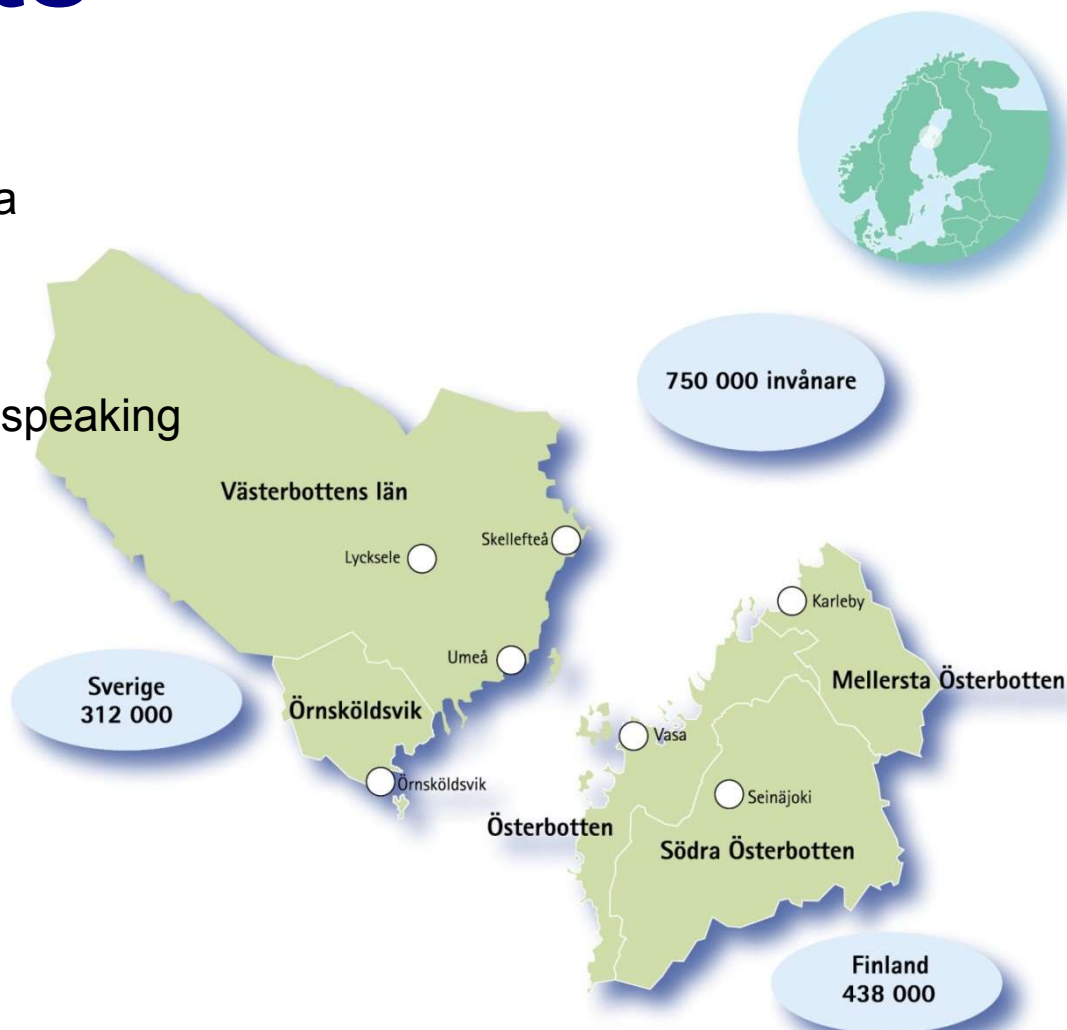 a
speaking
750 000 invånare
Västerbottens län
Skellefteå
Lycksele
Karleby
Umeå
Mellersta Österbotten
Sverige
312 000
Örnsköldsvik
Vasa
Örnsköldsvik
Seinäjoki
Österbotten
Södra Österbotten
Finland
438 000